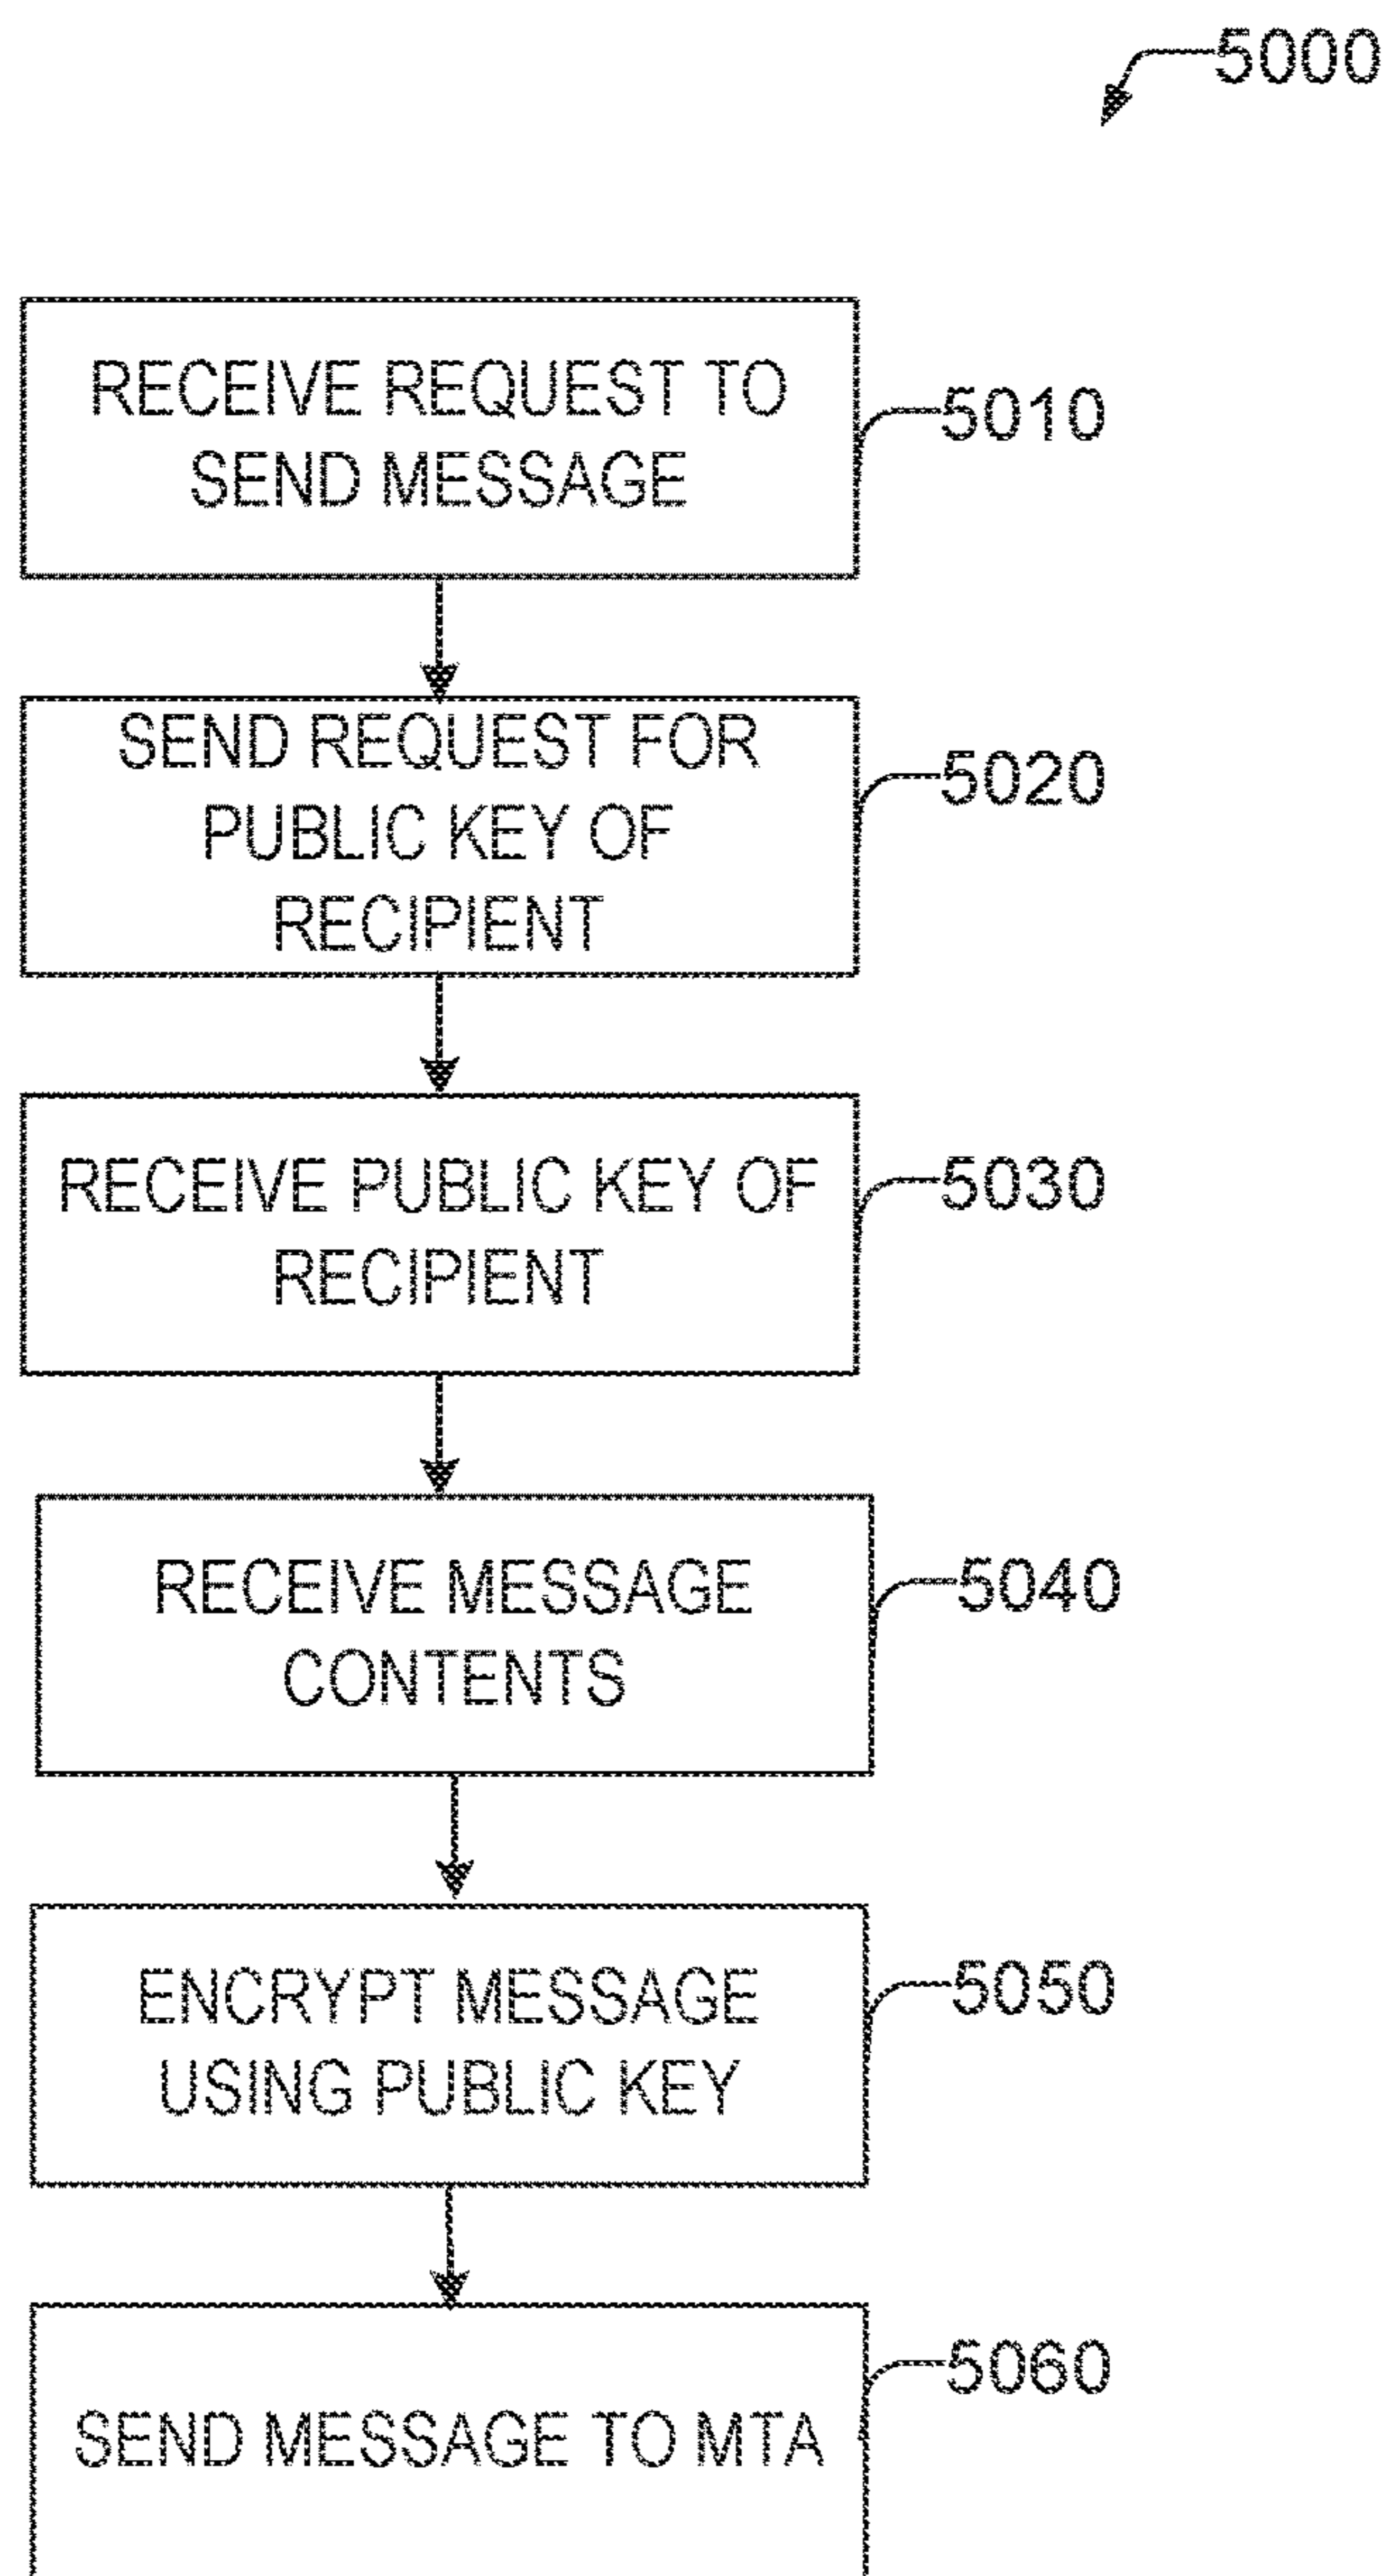 5000
RECEIVE REQUEST TO
SEND MESSAGE
5010
SEND REQUEST FOR
PUBLIC KEY OF
RECIPIENT
5020
RECEIVE PUBLIC KEY OF
RECIPIENT
5030
RECEIVE MESSAGE
CONTENTS
5040
ENCRYPT MESSAGE
USING PUBLIC KEY
5050
SEND MESSAGE TO MTA
5060